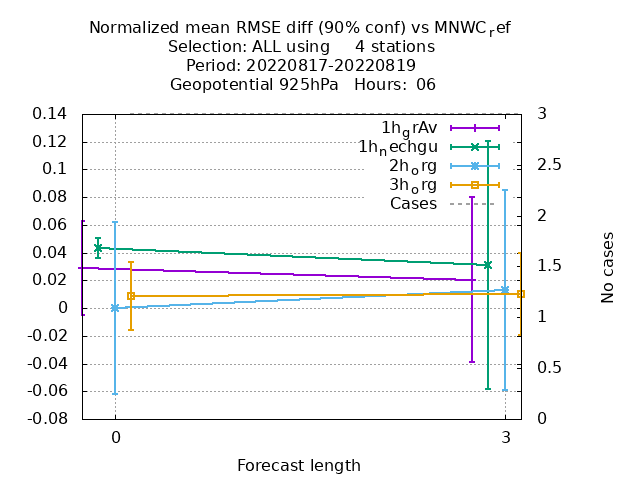 Normalized mean RMSE diff (90% conf) vs MNWC_ref
Selection: ALL using 4 stations
Period: 20220817-20220819
Geopotential 925hPa Hours: 06
0.14
0.12
0.1
0.08
0.06
0.04
0.02
0
-0.02
-0.04
-0.06
-0.08
1h_grAv
1h_nechgu
2h_org
3h_org
Cases
3
2.5
2
1.5
1
0.5
0
No cases
0 3
Forecast length